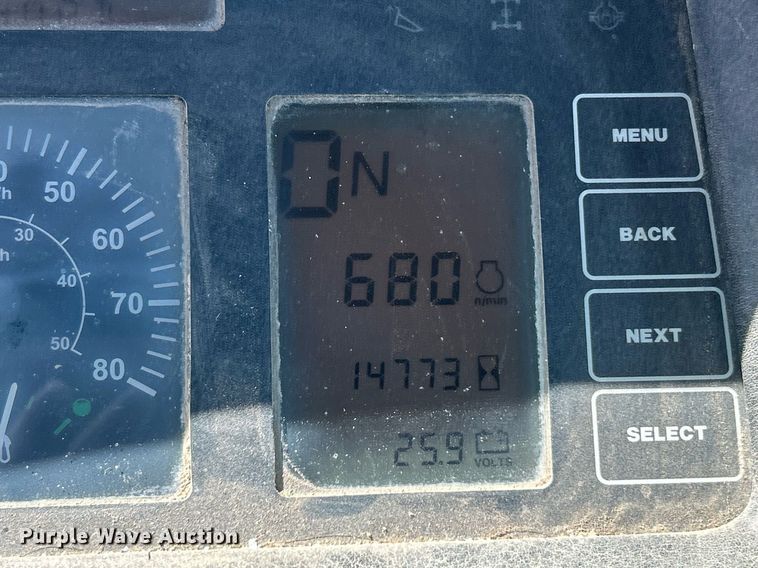 0 N
680 n/min
14773
25.9 VOLTS
MENU
BACK
NEXT
SELECT
50
60
70
80
30
40
50
Purple Wave Auction